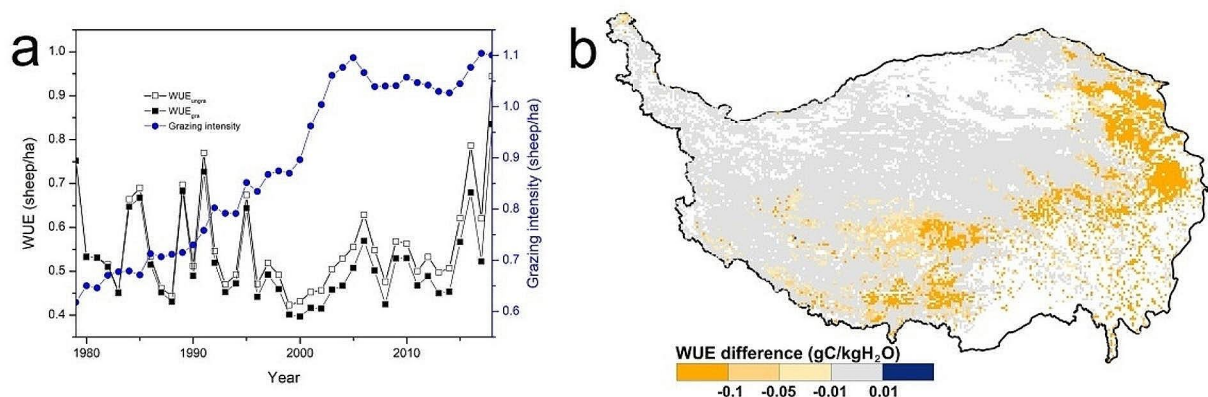 a
1.0
0.9
0.8
0.7
0.6
0.5
0.4
WUE (sheep/ha)
WUEungra
WUEgra
Grazing intensity
1.1
1.0
0.9
0.8
0.7
0.6
Grazing intensity (sheep/ha)
1980 1990 2000 2010
Year
b
WUE difference (gC/kgH₂O)
-0.1 -0.05 -0.01 0.01